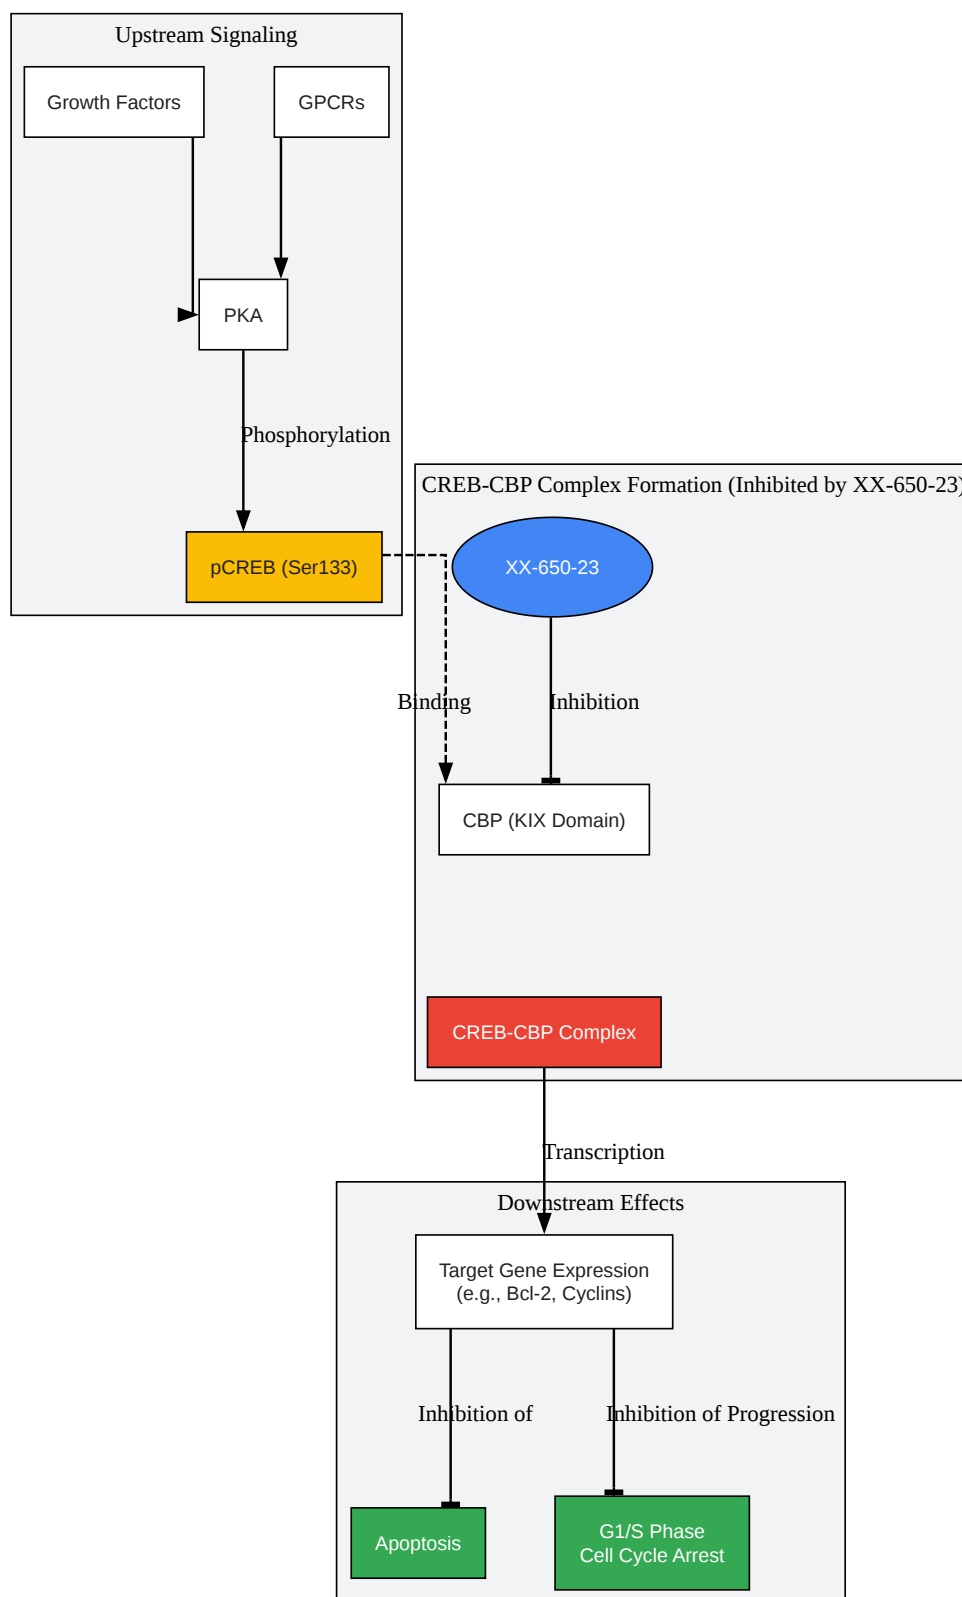 Upstream Signaling
Growth Factors
GPCRs
PKA
Phosphorylation
pCREB (Ser133)
CREB-CBP Complex Formation (Inhibited by XX-650-23)
XX-650-23
Binding
Inhibition
CBP (KIX Domain)
CREB-CBP Complex
Transcription
Downstream Effects
Target Gene Expression
(e.g., Bcl-2, Cyclins)
Inhibition of
Inhibition of Progression
Apoptosis
G1/S Phase
Cell Cycle Arrest